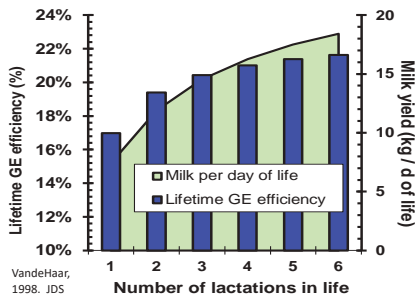 Lifetime GE efficiency (%)
24%
22%
20%
18%
16%
14%
12%
10%
20
15
10
5
0
Milk yield (kg / d of life)
Milk per day of life
Lifetime GE efficiency
1 2 3 4 5 6
Number of lactations in life
VandeHaar,
1998. JDS